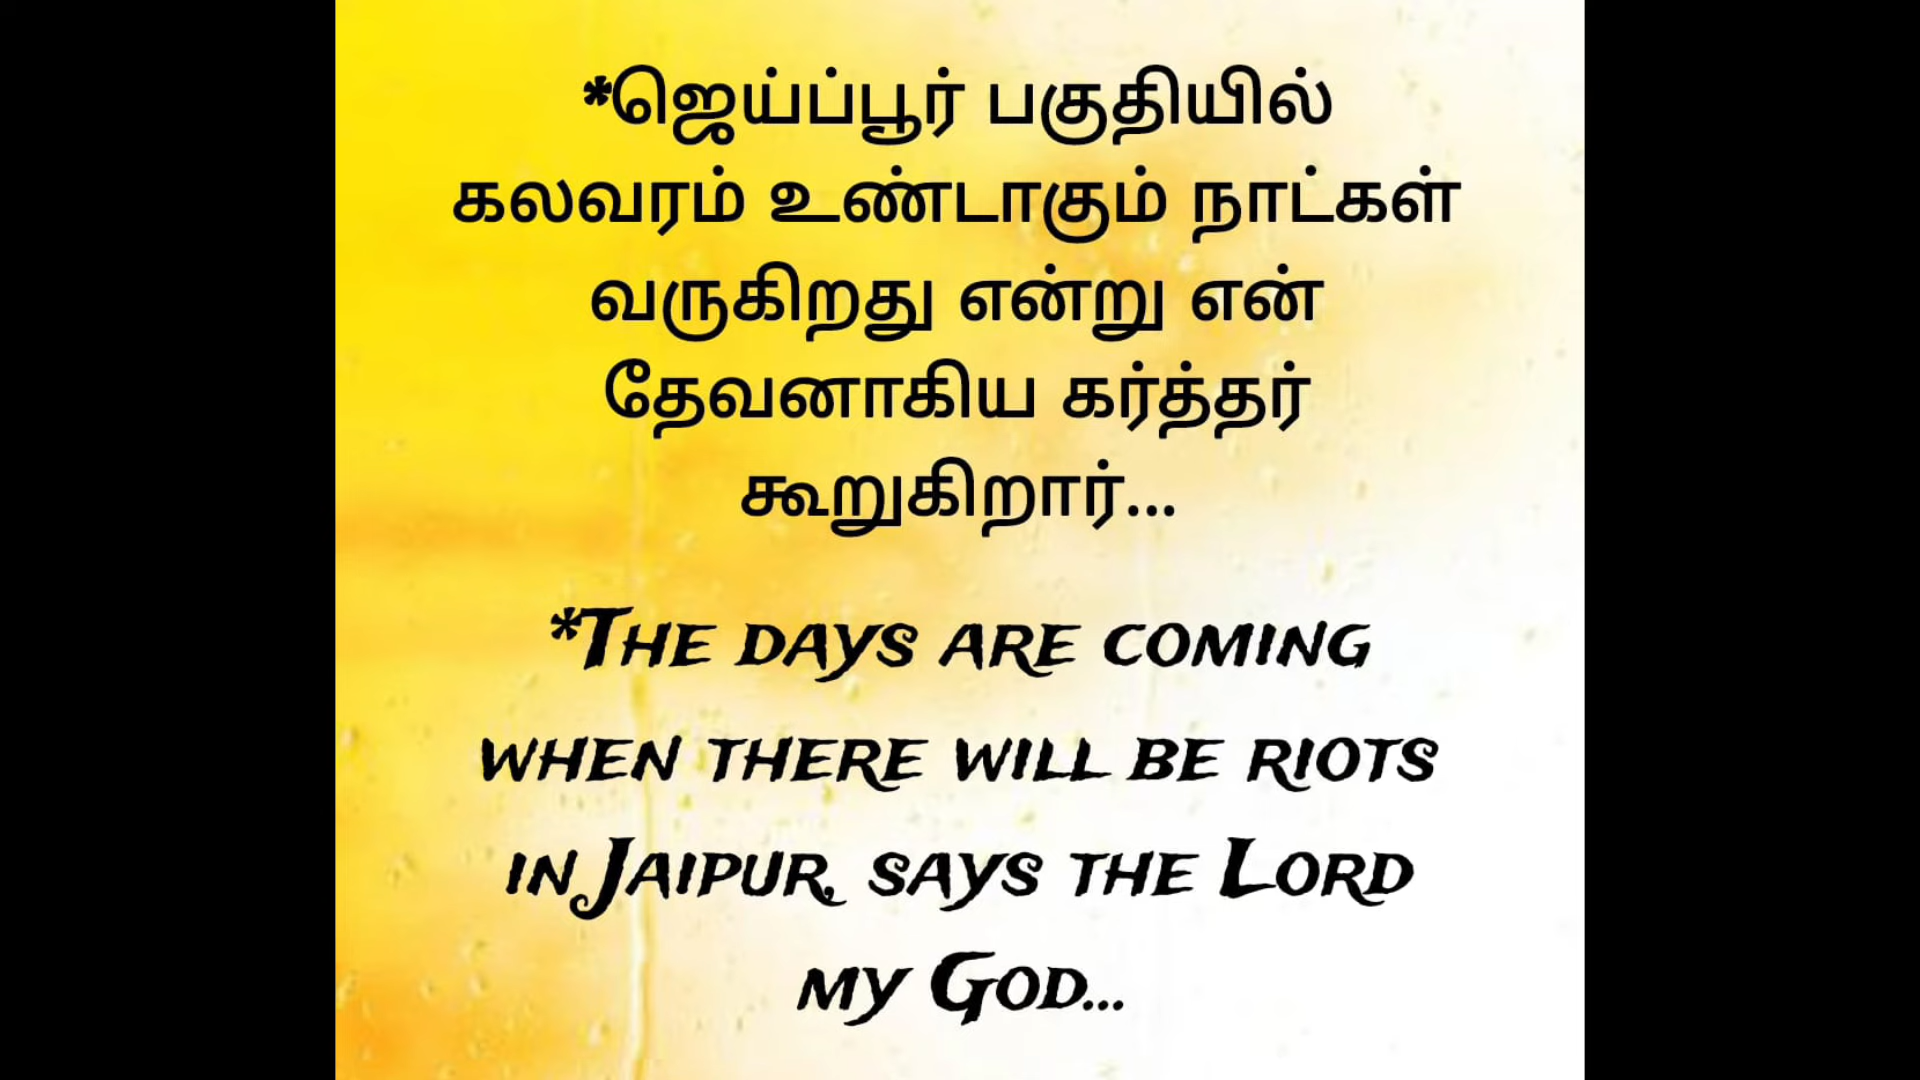 *ஜெய்ப்பூர் பகுதியில்
கலவரம் உண்டாகும் நாட்கள்
வருகிறது என்று என்
தேவனாகிய கர்த்தர்
கூறுகிறார்...
*The days are coming
when there will be riots
in Jaipur, says the Lord
my God...